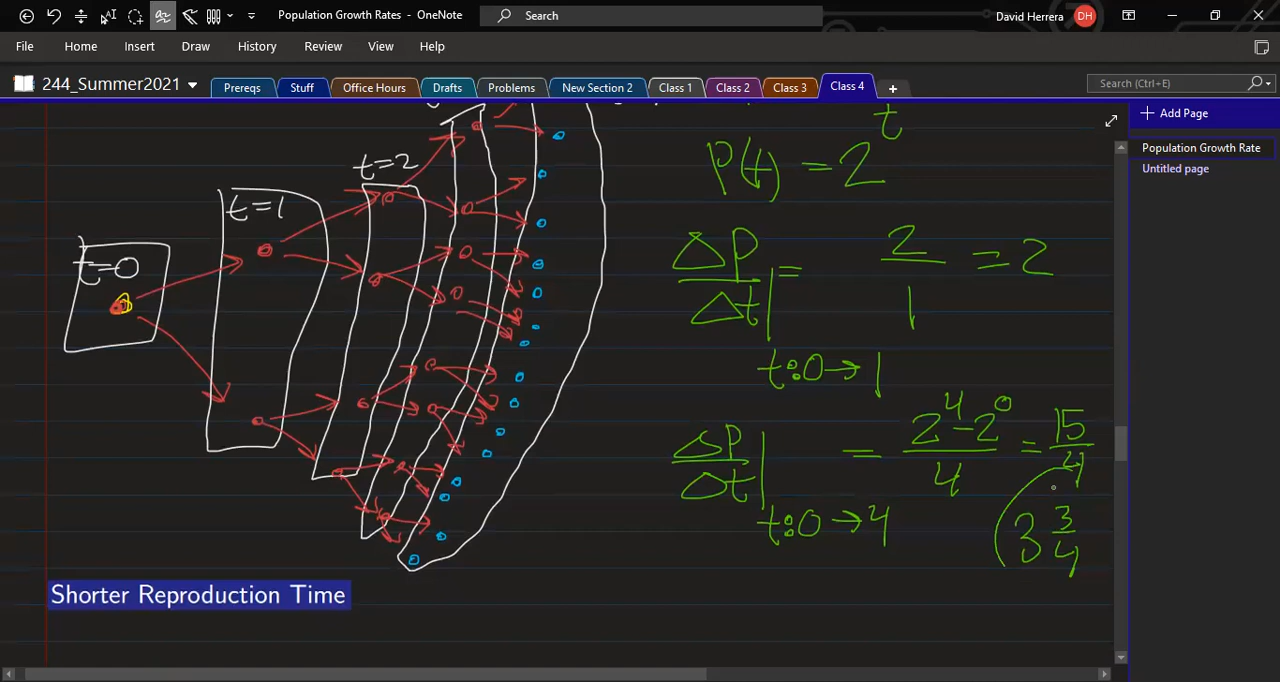 Population Growth Rates - OneNote
Search
David Herrera
DH
File Home Insert Draw History Review View Help
244_Summer2021
Prereqs Stuff Office Hours Drafts Problems New Section 2 Class 1 Class 2 Class 3 Class 4 +
Search (Ctrl+E)
Add Page
Population Growth Rate
Untitled page
t=0
t=1
t=2
P(t) = 2^t
ΔP/Δt | t:0→1 = 2/1 = 2
ΔP/Δt | t:0→4 = (2^4-2^0)/4 = 15/4
3 3/4
Shorter Reproduction Time